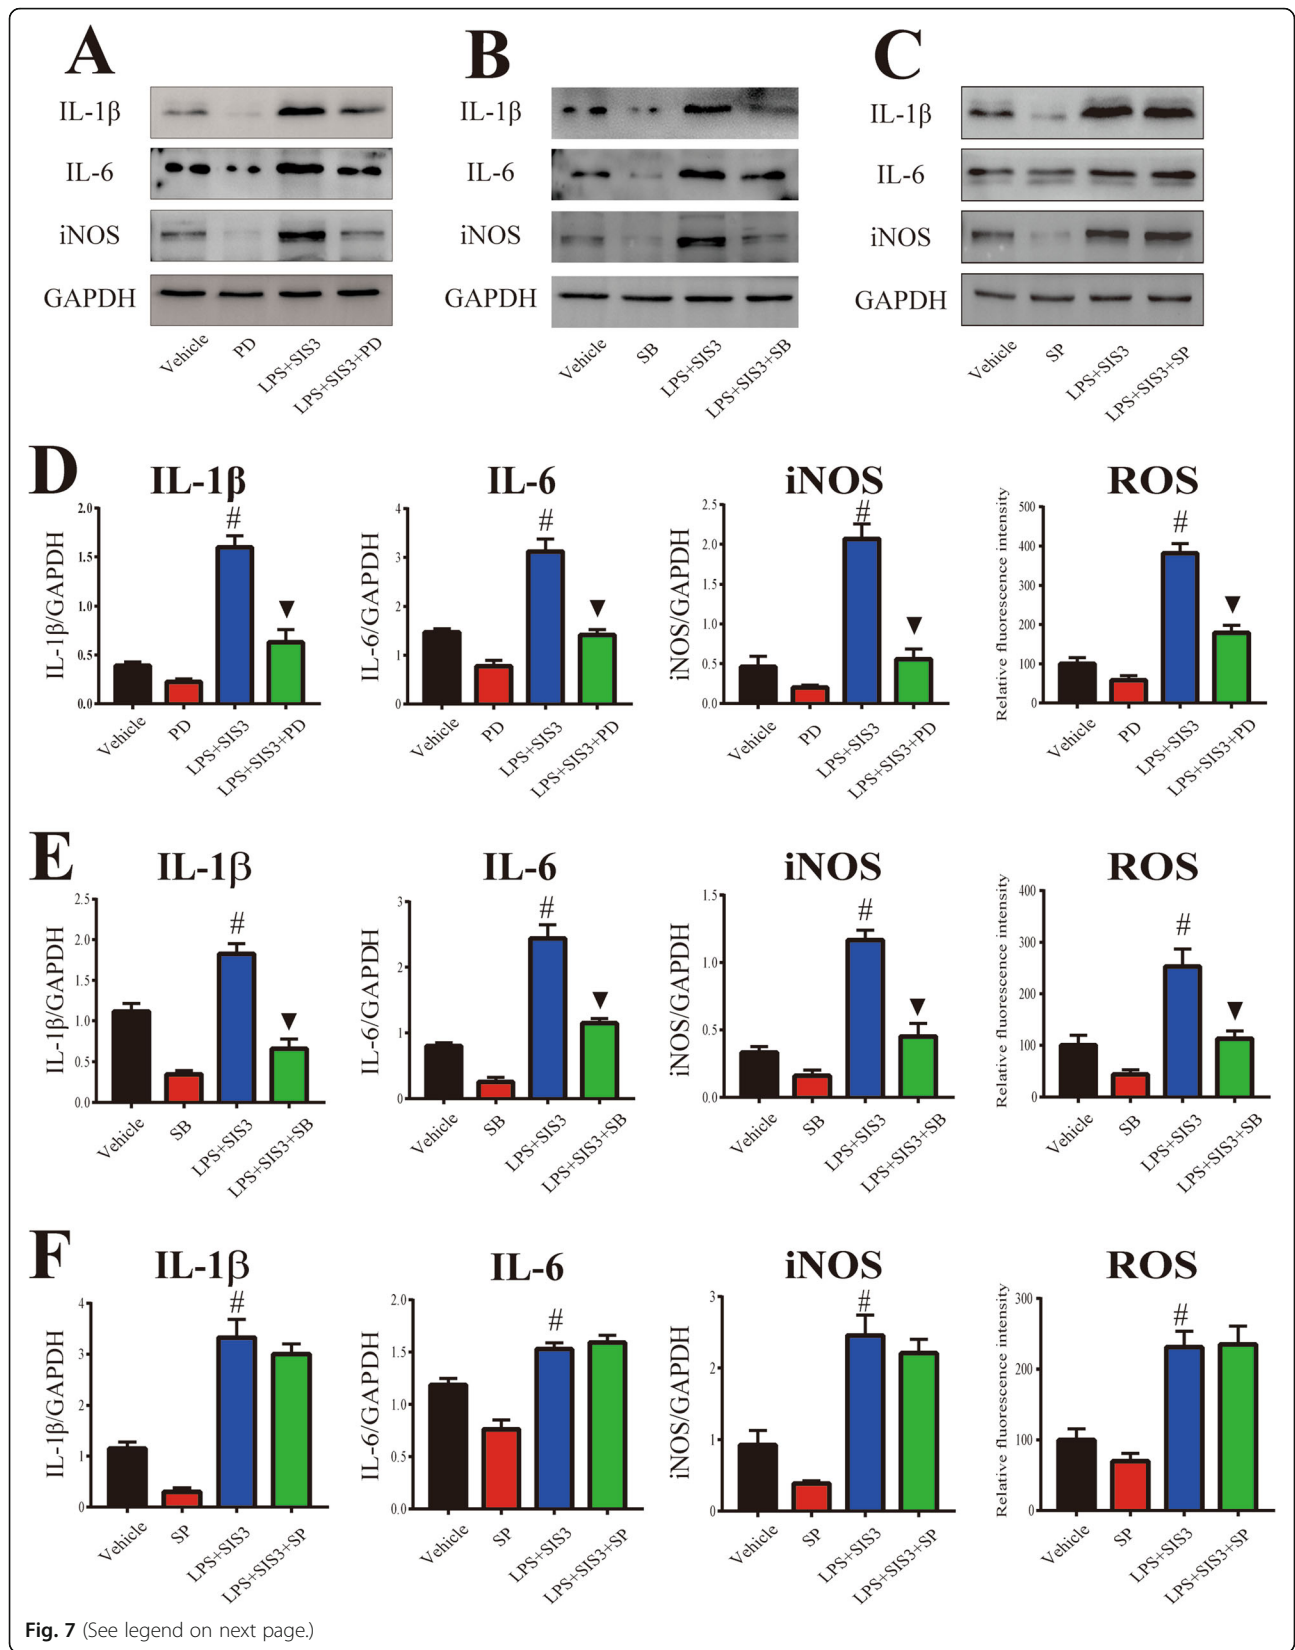 A B C
IL-1β
IL-6
iNOS
GAPDH
Vehicle PD LPS+SIS3 LPS+SIS3+PD
IL-1β
IL-6
iNOS
GAPDH
Vehicle SB LPS+SIS3 LPS+SIS3+SB
IL-1β
IL-6
iNOS
GAPDH
Vehicle SP LPS+SIS3 LPS+SIS3+SP
D
IL-1β
IL-1β/GAPDH
2.0
1.5
1.0
0.5
0.0
#
▼
Vehicle PD LPS+SIS3 LPS+SIS3+PD
IL-6
IL-6/GAPDH
4
3
2
1
0
#
▼
Vehicle PD LPS+SIS3 LPS+SIS3+PD
iNOS
iNOS/GAPDH
2.5
2.0
1.5
1.0
0.5
0.0
#
▼
Vehicle PD LPS+SIS3 LPS+SIS3+PD
ROS
Relative fluorescence intensity
500
400
300
200
100
0
#
▼
Vehicle PD LPS+SIS3 LPS+SIS3+PD
E
IL-1β
IL-1β/GAPDH
2.5
2.0
1.5
1.0
0.5
0.0
#
▼
Vehicle SB LPS+SIS3 LPS+SIS3+SB
IL-6
IL-6/GAPDH
3
2
1
0
#
▼
Vehicle SB LPS+SIS3 LPS+SIS3+SB
iNOS
iNOS/GAPDH
1.5
1.0
0.5
0.0
#
▼
Vehicle SB LPS+SIS3 LPS+SIS3+SB
ROS
Relative fluorescence intensity
400
300
200
100
0
#
▼
Vehicle SB LPS+SIS3 LPS+SIS3+SB
F
IL-1β
IL-1β/GAPDH
4
3
2
1
0
#
Vehicle SP LPS+SIS3 LPS+SIS3+SP
IL-6
IL-6/GAPDH
2.0
1.5
1.0
0.5
0.0
#
Vehicle SP LPS+SIS3 LPS+SIS3+SP
iNOS
iNOS/GAPDH
3
2
1
0
#
Vehicle SP LPS+SIS3 LPS+SIS3+SP
ROS
Relative fluorescence intensity
300
200
100
0
#
Vehicle SP LPS+SIS3 LPS+SIS3+SP
Fig. 7 (See legend on next page.)